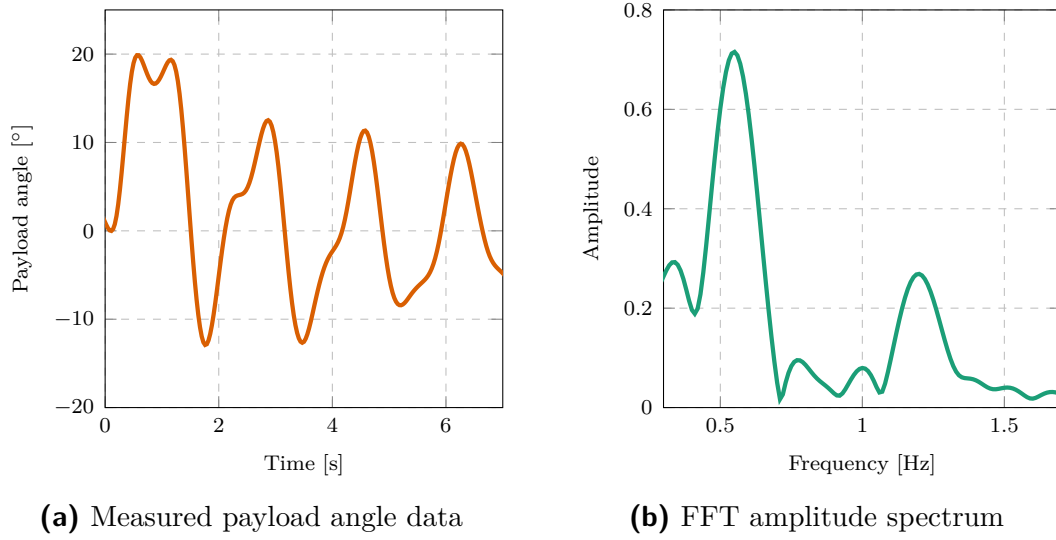 20
10
0
−10
−20
0
2
4
6
Payload angle [°]
Time [s]
(a) Measured payload angle data
0.8
0.6
0.4
0.2
0
0.5
1
1.5
Amplitude
Frequency [Hz]
(b) FFT amplitude spectrum